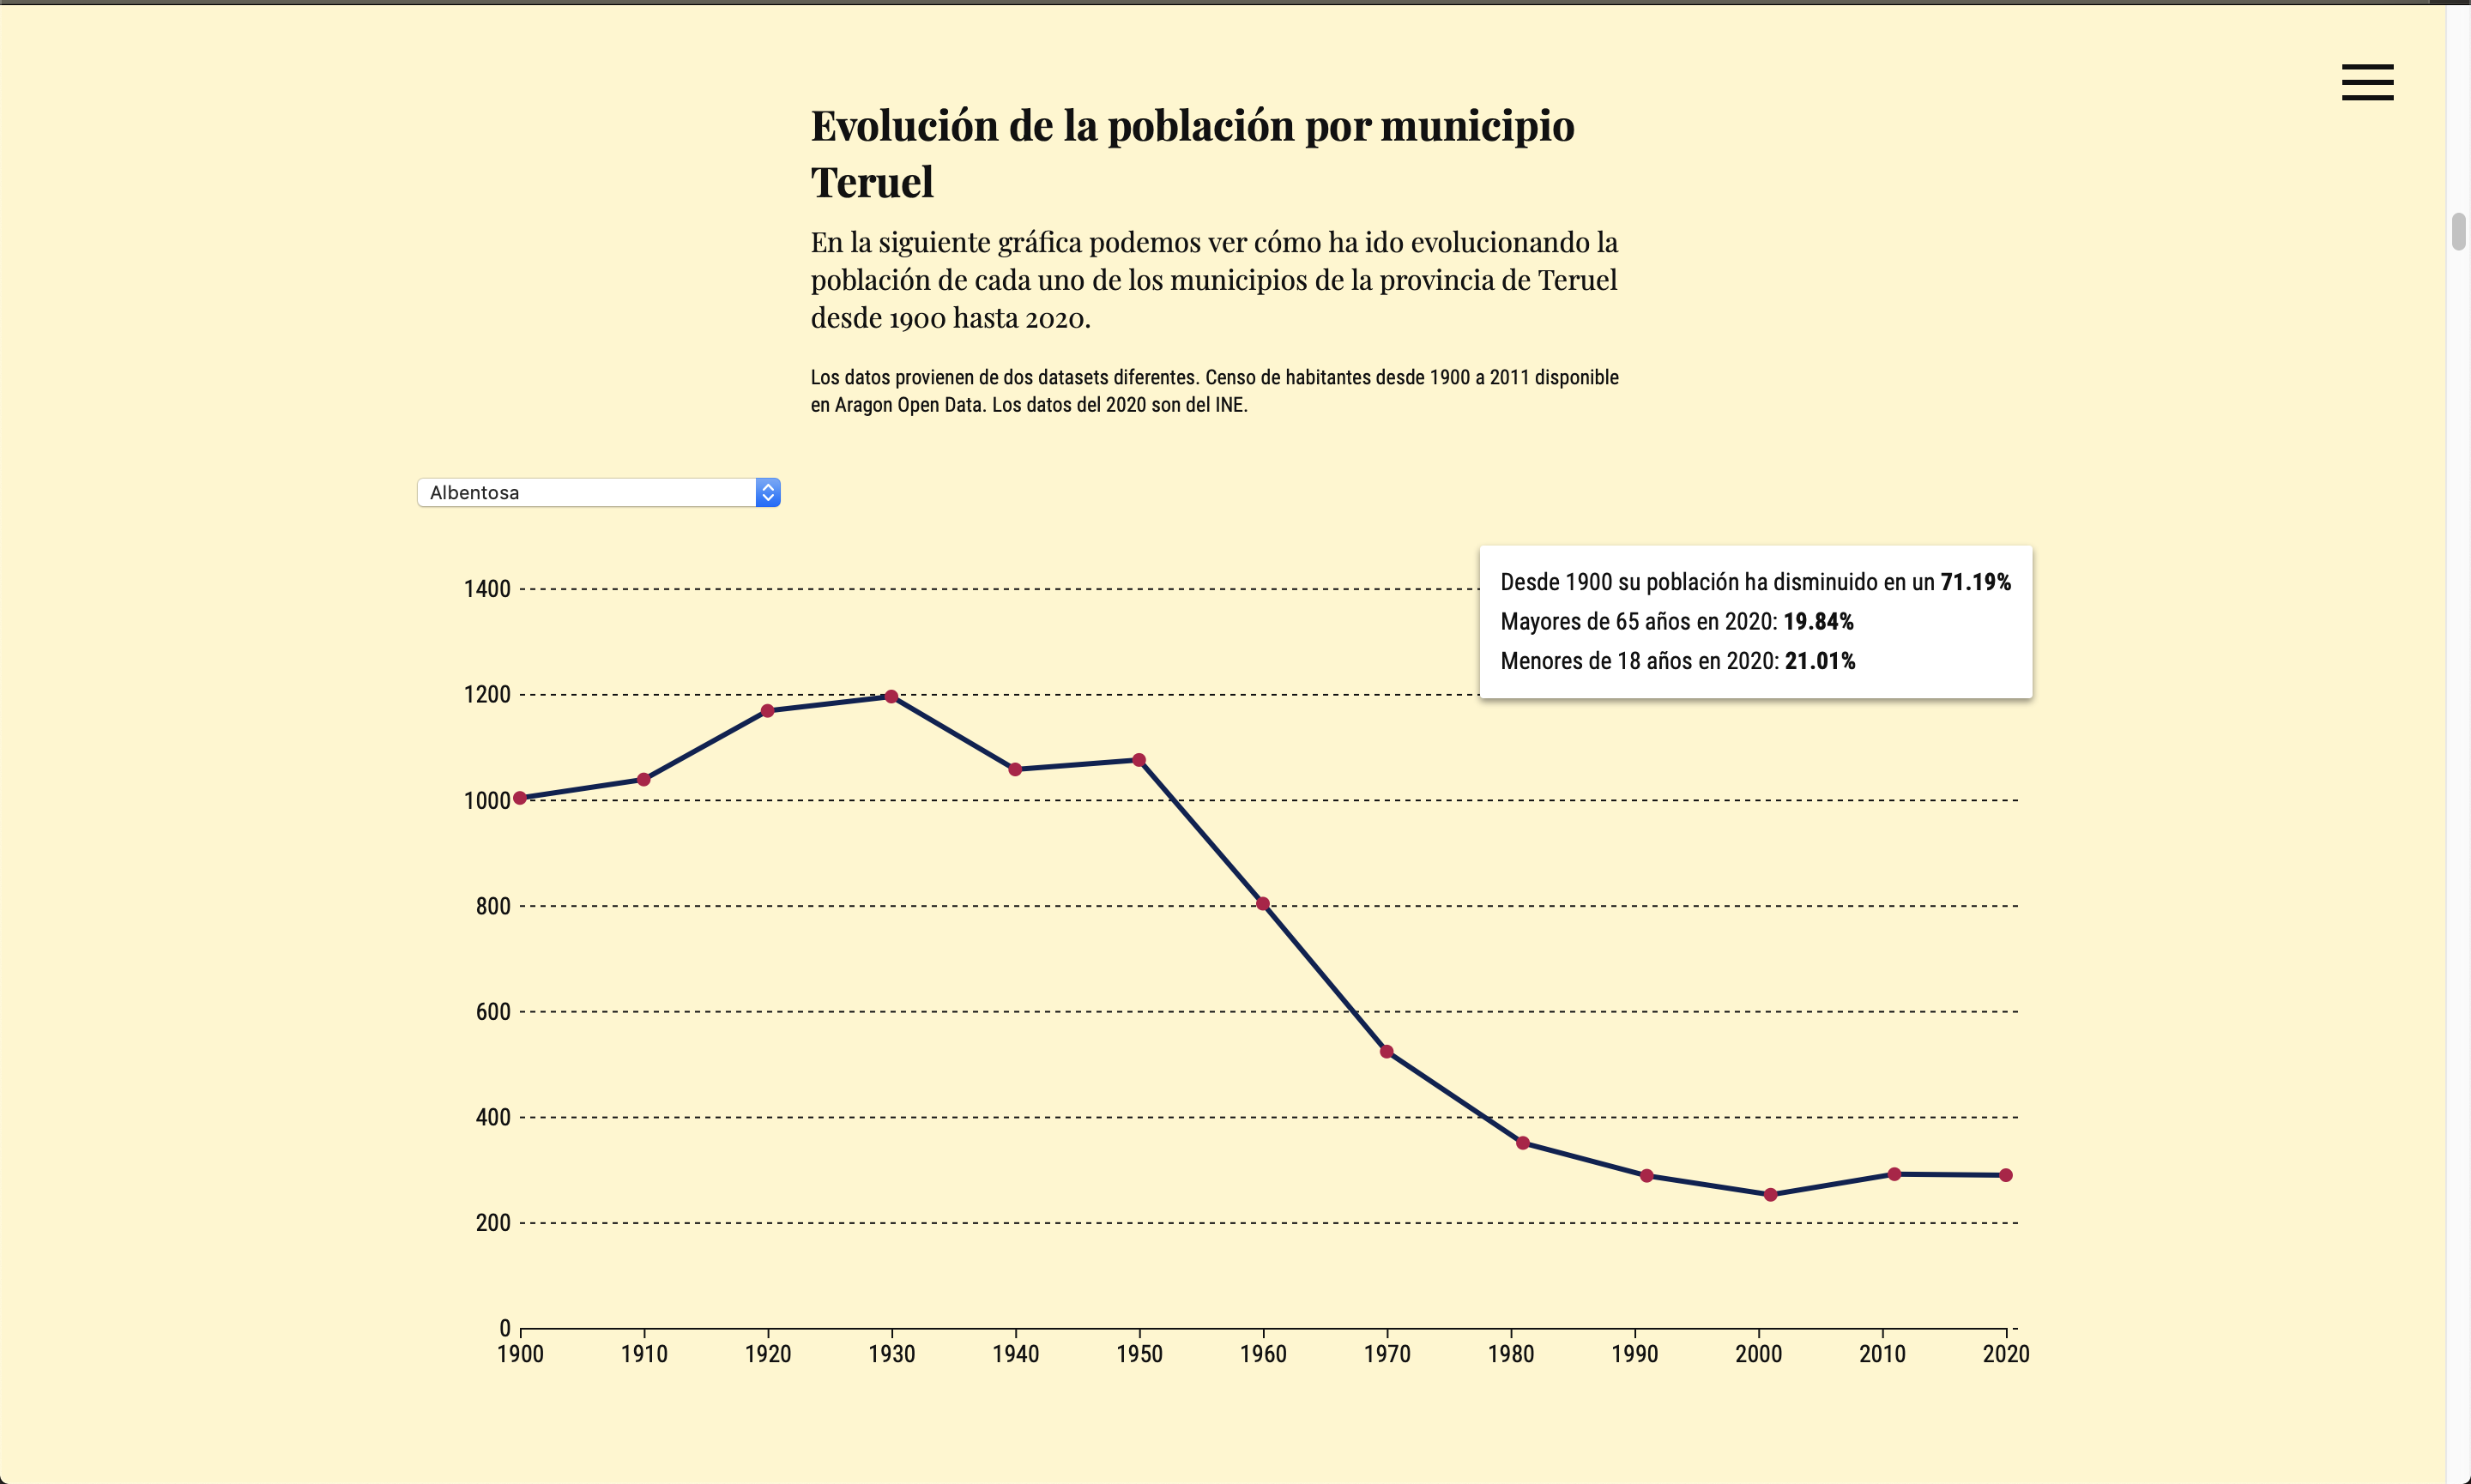 Evolución de la población por municipio
Teruel
En la siguiente gráfica podemos ver cómo ha ido evolucionando la
población de cada uno de los municipios de la provincia de Teruel
desde 1900 hasta 2020.
Los datos provienen de dos datasets diferentes. Censo de habitantes desde 1900 a 2011 disponible
en Aragon Open Data. Los datos del 2020 son del INE.
Albentosa
Desde 1900 su población ha disminuido en un 71.19%
Mayores de 65 años en 2020: 19.84%
Menores de 18 años en 2020: 21.01%
1400
1200
1000
800
600
400
200
0
1900 1910 1920 1930 1940 1950 1960 1970 1980 1990 2000 2010 2020